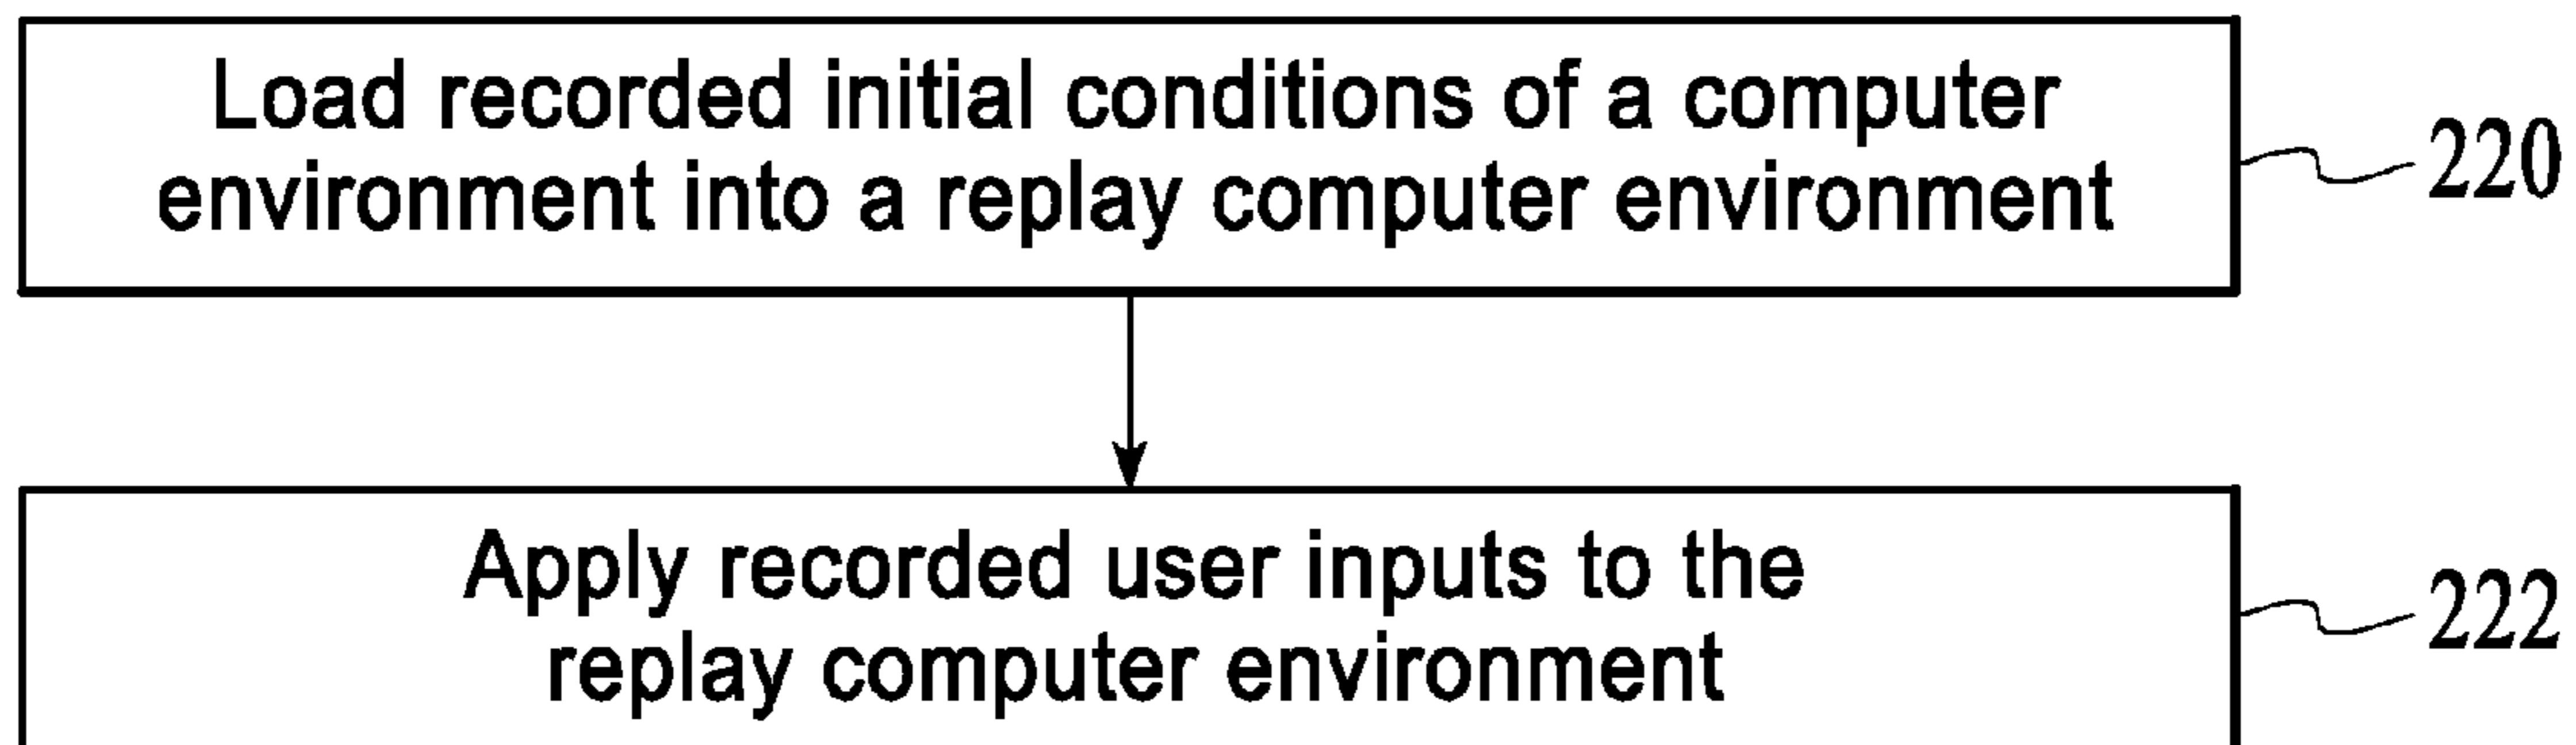 Load recorded initial conditions of a computer
environment into a replay computer environment
220
Apply recorded user inputs to the
replay computer environment
222